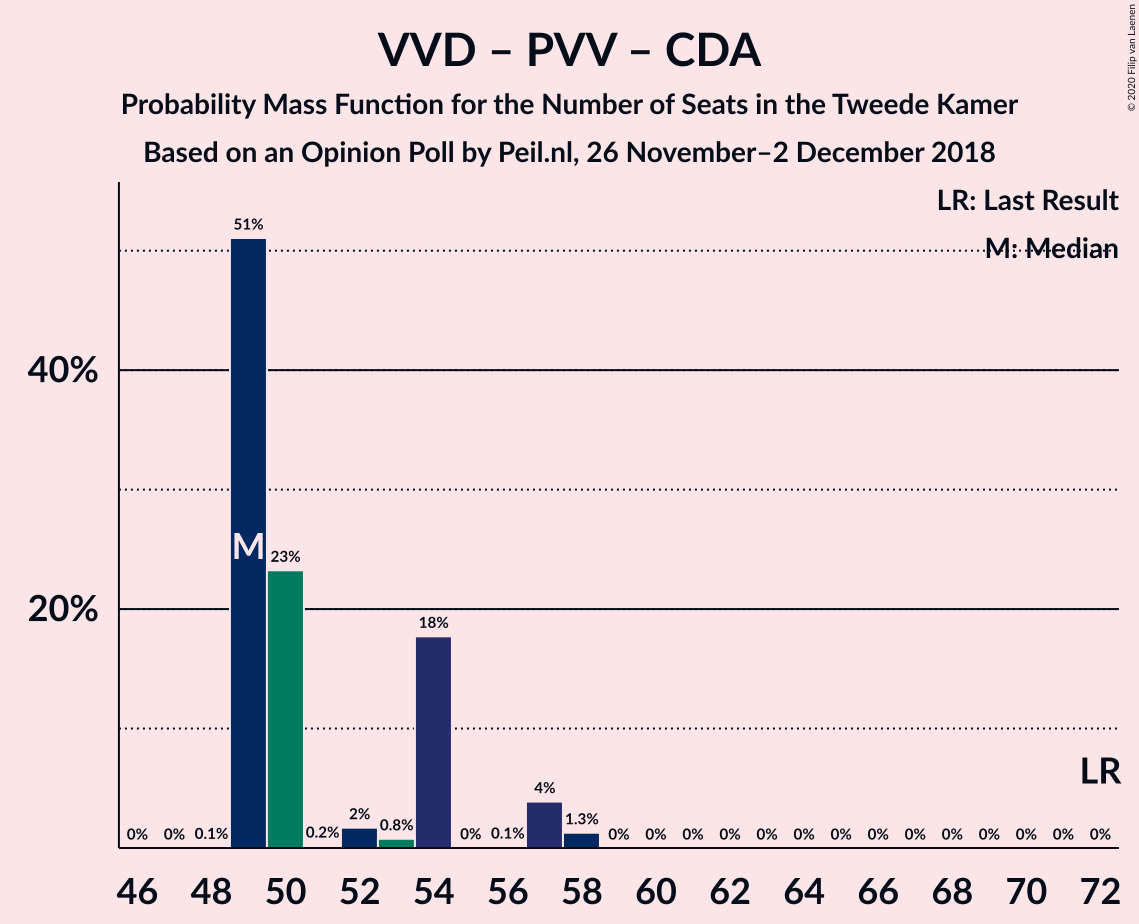 VVD – PVV – CDA
Probability Mass Function for the Number of Seats in the Tweede Kamer
Based on an Opinion Poll by Peil.nl, 26 November–2 December 2018
© 2020 Filip van Laenen
LR: Last Result
M: Median
51%
40%
M
23%
20%
18%
LR
4%
0% 0% 0.1% 0.2% 2% 0.8% 0% 0.1% 1.3% 0% 0% 0% 0% 0% 0% 0% 0% 0% 0% 0% 0% 0% 0%
46 48 50 52 54 56 58 60 62 64 66 68 70 72